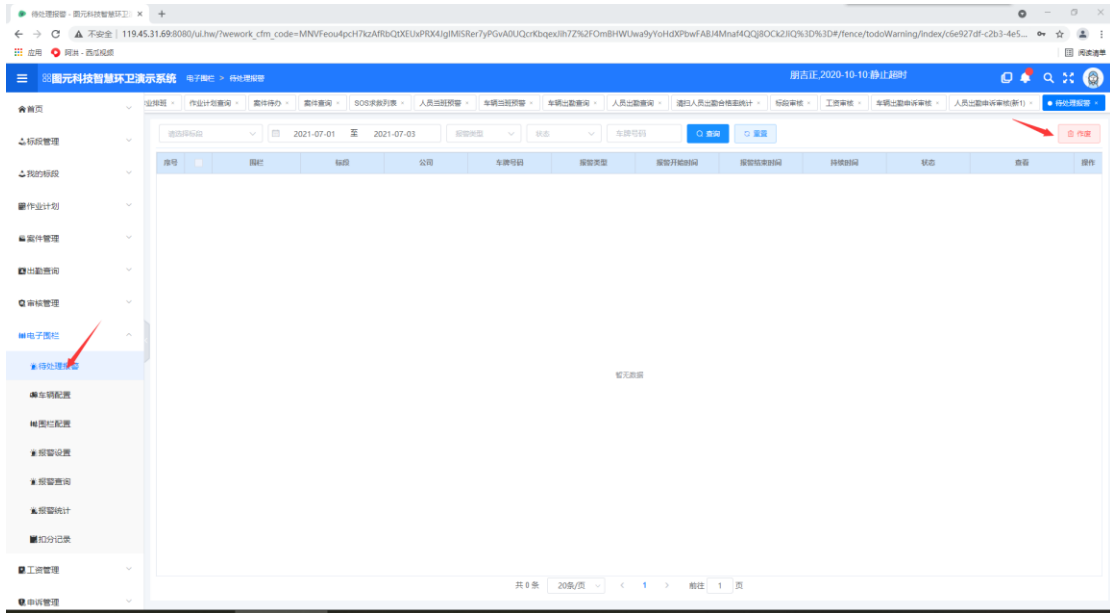 待处理报警 - 图元科技智慧环卫
不安全 | 119.45.31.69:8080/ui.hw/?wework_cfm_code=MNVFeou4pcH7kzAfRbQtXEUxPRX4JgIMISRer7yPGvA0UQcrKbqexJih7Z%2FOm8HWUwa9yYoHdXPbwFABJ4Mnaf4QCjj8OCk2JIQ%3D%3D#/fence/todoWarning/index/c6e927df-c2b3-4e5...
应用 阿洪 - 西瓜视频 阅读清单
图元科技智慧环卫演示系统 电子围栏 > 待处理报警 朋吉正,2020-10-10 静止超时
业排班 作业计划查询 案件待办 案件查询 SOS求救列表 人员当班预警 车辆当班预警 车辆出勤查询 人员出勤查询 清扫人员出勤合格率统计 标段审核 工资审核 车辆出勤申诉审核 人员出勤申诉审核(新1) 待处理报警
首页
标段管理
我的标段
作业计划
案件管理
出勤查询
审核管理
电子围栏
待处理报警
车辆配置
围栏配置
报警设置
报警查询
报警统计
扣分记录
工资管理
申诉管理
请选择标段 2021-07-01 至 2021-07-03 报警类型 状态 车牌号码 查询 重置 作废
序号 围栏 标段 公司 车牌号码 报警类型 报警开始时间 报警结束时间 持续时间 状态 查看 操作
暂无数据
共 0 条 20条/页 1 前往 1 页